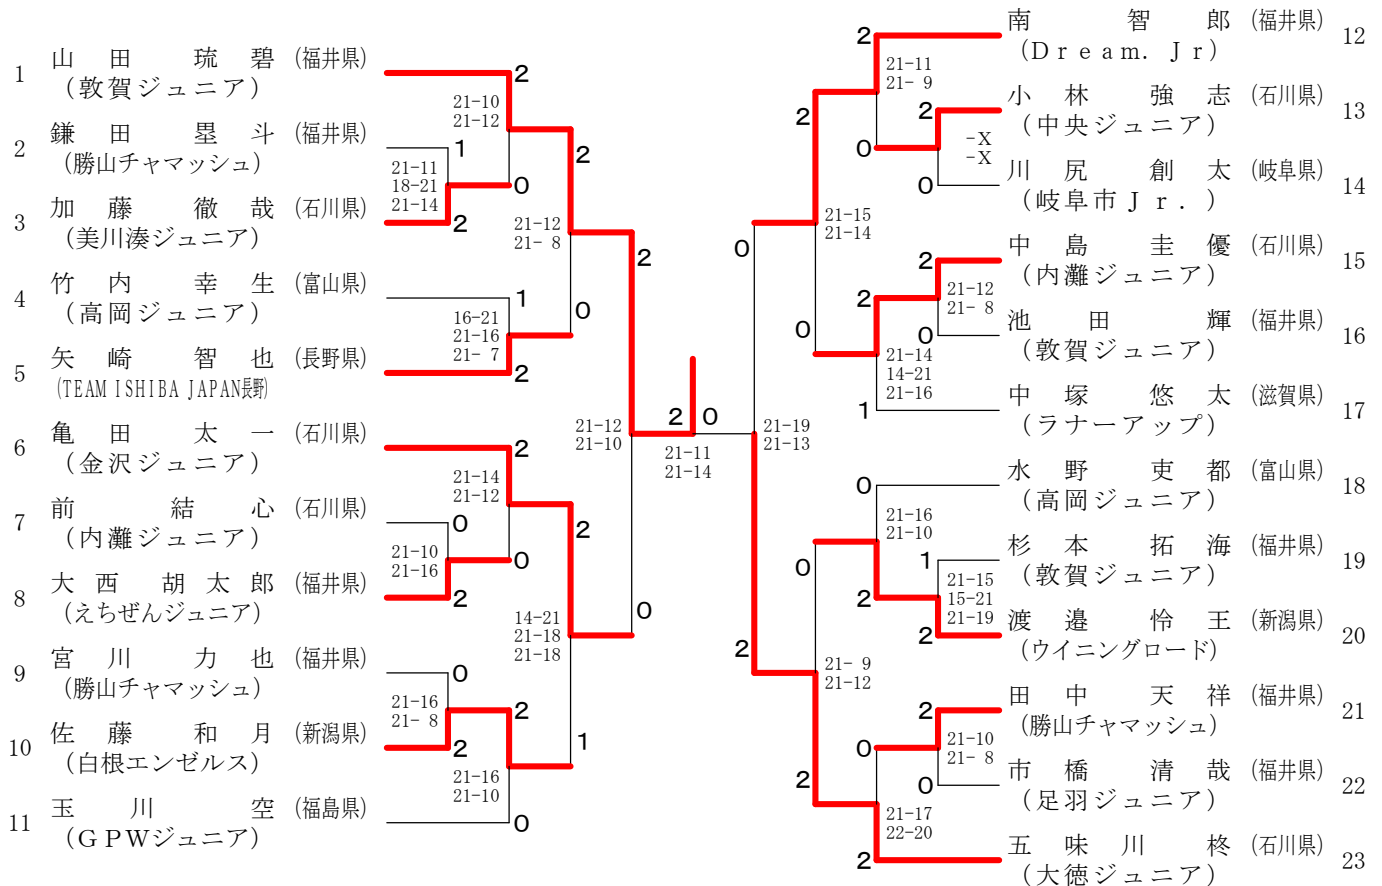 1 山田 琉碧 (福井県)
(敦賀ジュニア)
2
21-10
21-12
2 鎌田 塁斗 (福井県)
(勝山チャマッシュ)
1
2
21-11
18-21
21-14
0
3 加藤 徹哉 (石川県)
(美川湊ジュニア)
2
21-12
21- 8
2
4 竹内 幸生 (富山県)
(高岡ジュニア)
1
0
16-21
21-16
21- 7
5 矢崎 智也 (長野県)
(TEAM ISHIBA JAPAN長野)
2
21-12
21-10
2 0
21-11
21-14
6 亀田 太一 (石川県)
(金沢ジュニア)
2
21-14
21-12
7 前 結心 (石川県)
(内灘ジュニア)
0
2
21-10
21-16
0
8 大西 胡太郎 (福井県)
(えちぜんジュニア)
2
14-21
21-18
21-18
0
9 宮川 力也 (福井県)
(勝山チャマッシュ)
0
21-16
21- 8
2
10 佐藤 和月 (新潟県)
(白根エンゼルス)
2
1
21-16
21-10
11 玉川 空 (福島県)
(GPWジュニア)
0
2
南 智郎 (福井県) 12
(Dream. Jr)
21-11
21- 9
2
2
小林 強志 (石川県) 13
(中央ジュニア)
0
-X
-X
0
川尻 創太 (岐阜県) 14
(岐阜市Jr.)
0
21-15
21-14
2
中島 圭優 (石川県) 15
(内灘ジュニア)
2
21-12
21- 8
0
0
池田 輝 (福井県) 16
(敦賀ジュニア)
21-14
14-21
21-16
1
中塚 悠太 (滋賀県) 17
(ラナーアップ)
21-19
21-13
0
水野 吏都 (富山県) 18
(高岡ジュニア)
21-16
21-10
0
1
杉本 拓海 (福井県) 19
(敦賀ジュニア)
2
21-15
15-21
21-19
2
渡邉 怜王 (新潟県) 20
(ウイニングロード)
2
21- 9
21-12
2
田中 天祥 (福井県) 21
(勝山チャマッシュ)
0
21-10
21- 8
2
0
市橋 清哉 (福井県) 22
(足羽ジュニア)
21-17
22-20
2
五味川 柊 (石川県) 23
(大徳ジュニア)